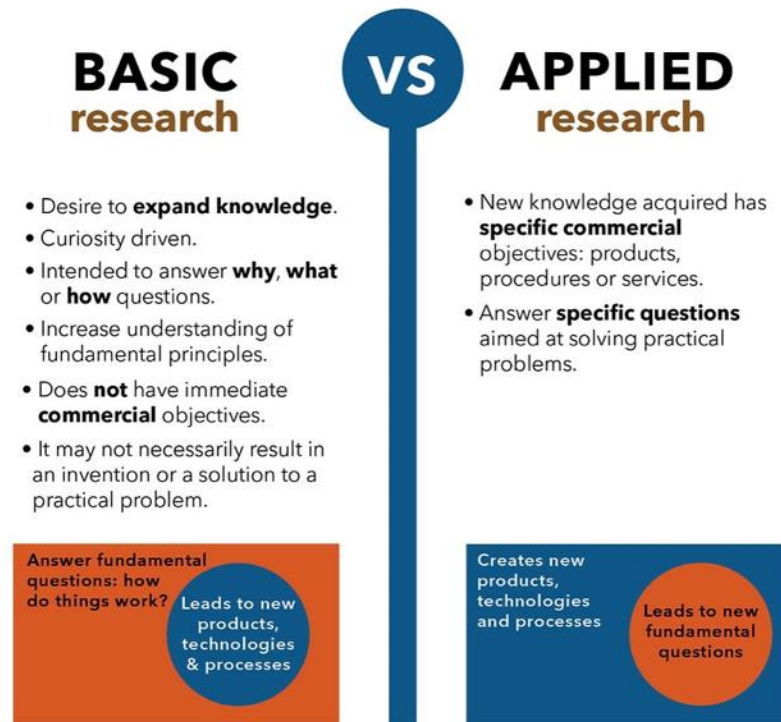 BASIC
research
VS
APPLIED
research
• Desire to expand knowledge.
• Curiosity driven.
• Intended to answer why, what
or how questions.
• Increase understanding of
fundamental principles.
• Does not have immediate
commercial objectives.
• It may not necessarily result in
an invention or a solution to a
practical problem.
• New knowledge acquired has
specific commercial
objectives: products,
procedures or services.
• Answer specific questions
aimed at solving practical
problems.
Answer fundamental
questions: how
do things work?
Leads to new
products,
technologies
& processes
Creates new
products,
technologies
and processes
Leads to new
fundamental
questions